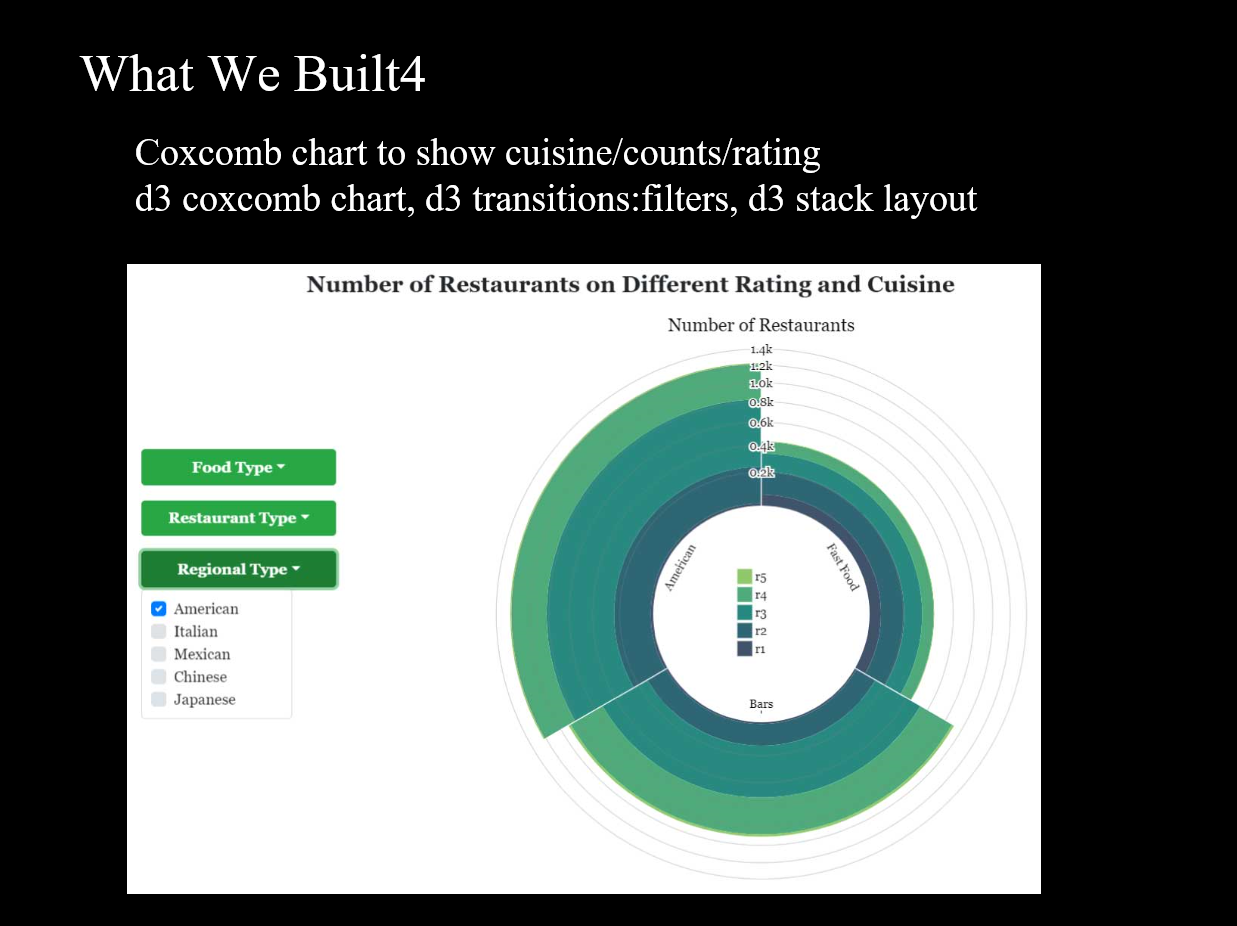 What We Built4
Coxcomb chart to show cuisine/counts/rating
d3 coxcomb chart, d3 transitions:filters, d3 stack layout
Number of Restaurants on Different Rating and Cuisine
Number of Restaurants
1.4k
1.2k
1.0k
0.8k
0.6k
0.4k
0.2k
Food Type
Restaurant Type
Regional Type
American
Italian
Mexican
Chinese
Japanese
American
Fast Food
Bars
r5
r4
r3
r2
r1